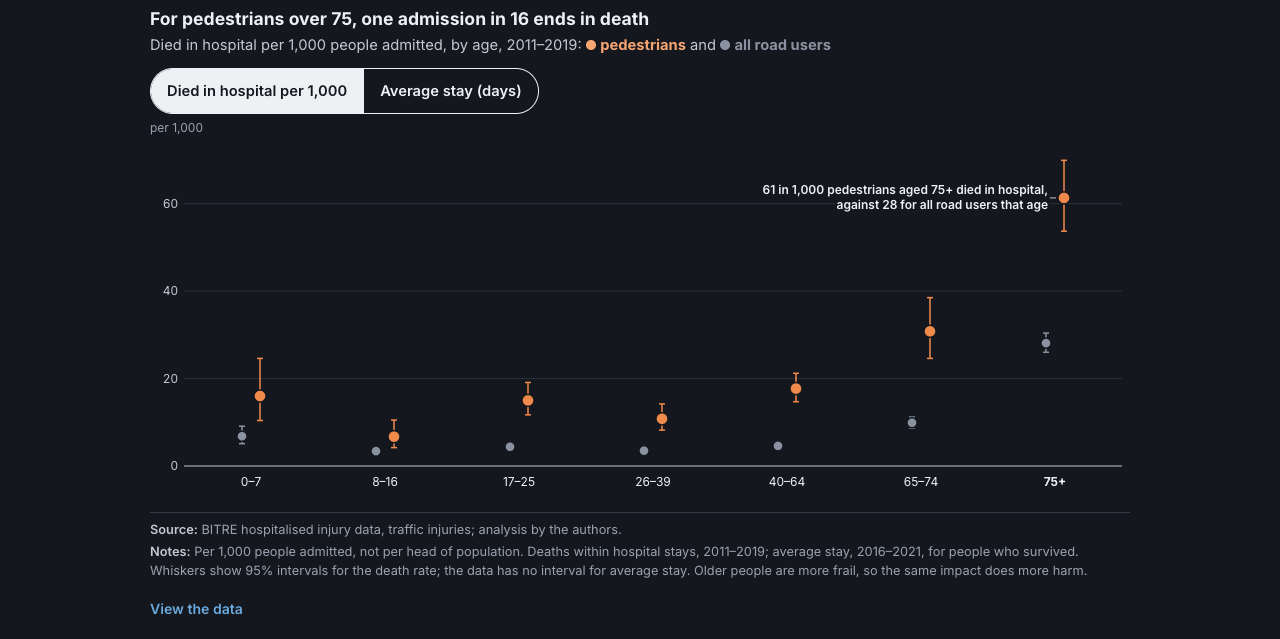 For pedestrians over 75, one admission in 16 ends in death
Died in hospital per 1,000 people admitted, by age, 2011–2019: pedestrians and all road users
Died in hospital per 1,000
Average stay (days)
per 1,000
61 in 1,000 pedestrians aged 75+ died in hospital,
against 28 for all road users that age
60
40
20
0
0–7
8–16
17–25
26–39
40–64
65–74
75+
Source: BITRE hospitalised injury data, traffic injuries; analysis by the authors.
Notes: Per 1,000 people admitted, not per head of population. Deaths within hospital stays, 2011–2019; average stay, 2016–2021, for people who survived.
Whiskers show 95% intervals for the death rate; the data has no interval for average stay. Older people are more frail, so the same impact does more harm.
View the data